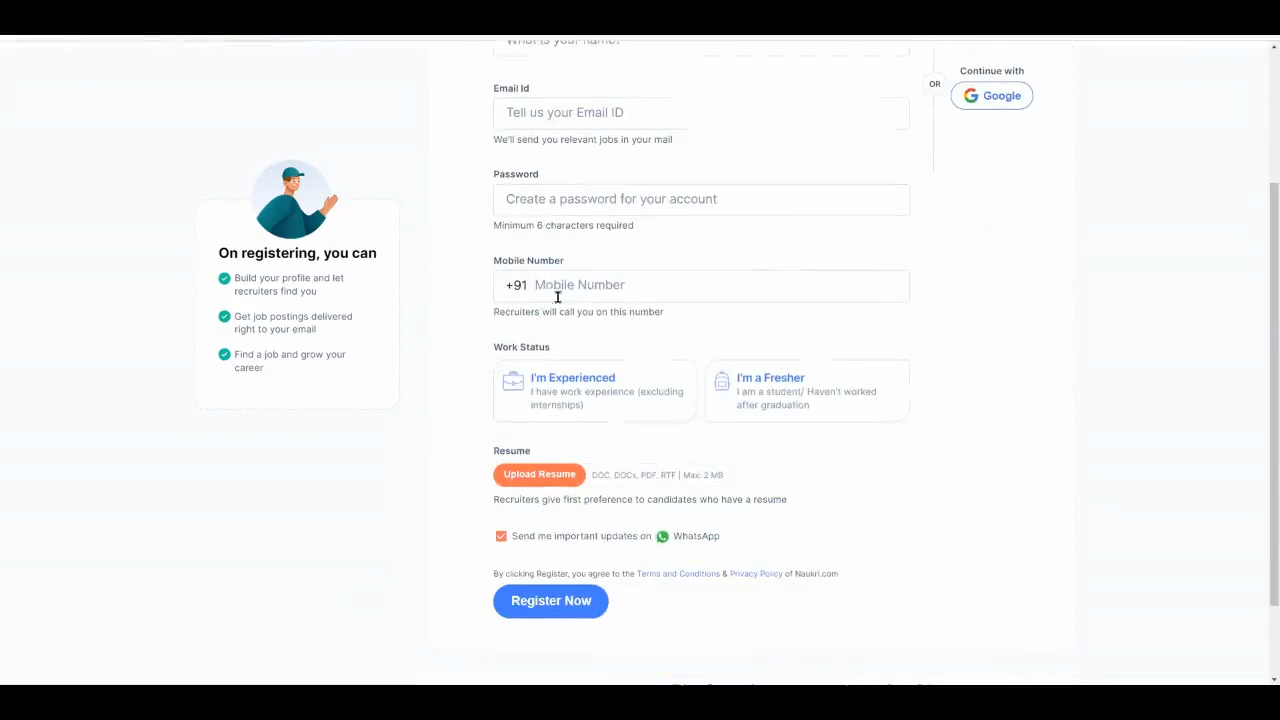 What is your name?
Email Id
Tell us your Email ID
We'll send you relevant jobs in your mail
Password
Create a password for your account
Minimum 6 characters required
Mobile Number
+91 Mobile Number
Recruiters will call you on this number
Work Status
I'm Experienced
I have work experience (excluding
internships)
I'm a Fresher
I am a student/ Haven't worked
after graduation
Resume
Upload Resume DOC, DOCx, PDF, RTF | Max: 2 MB
Recruiters give first preference to candidates who have a resume
Send me important updates on WhatsApp
By clicking Register, you agree to the Terms and Conditions & Privacy Policy of Naukri.com
Register Now
OR
Continue with
Google
On registering, you can
Build your profile and let
recruiters find you
Get job postings delivered
right to your email
Find a job and grow your
career